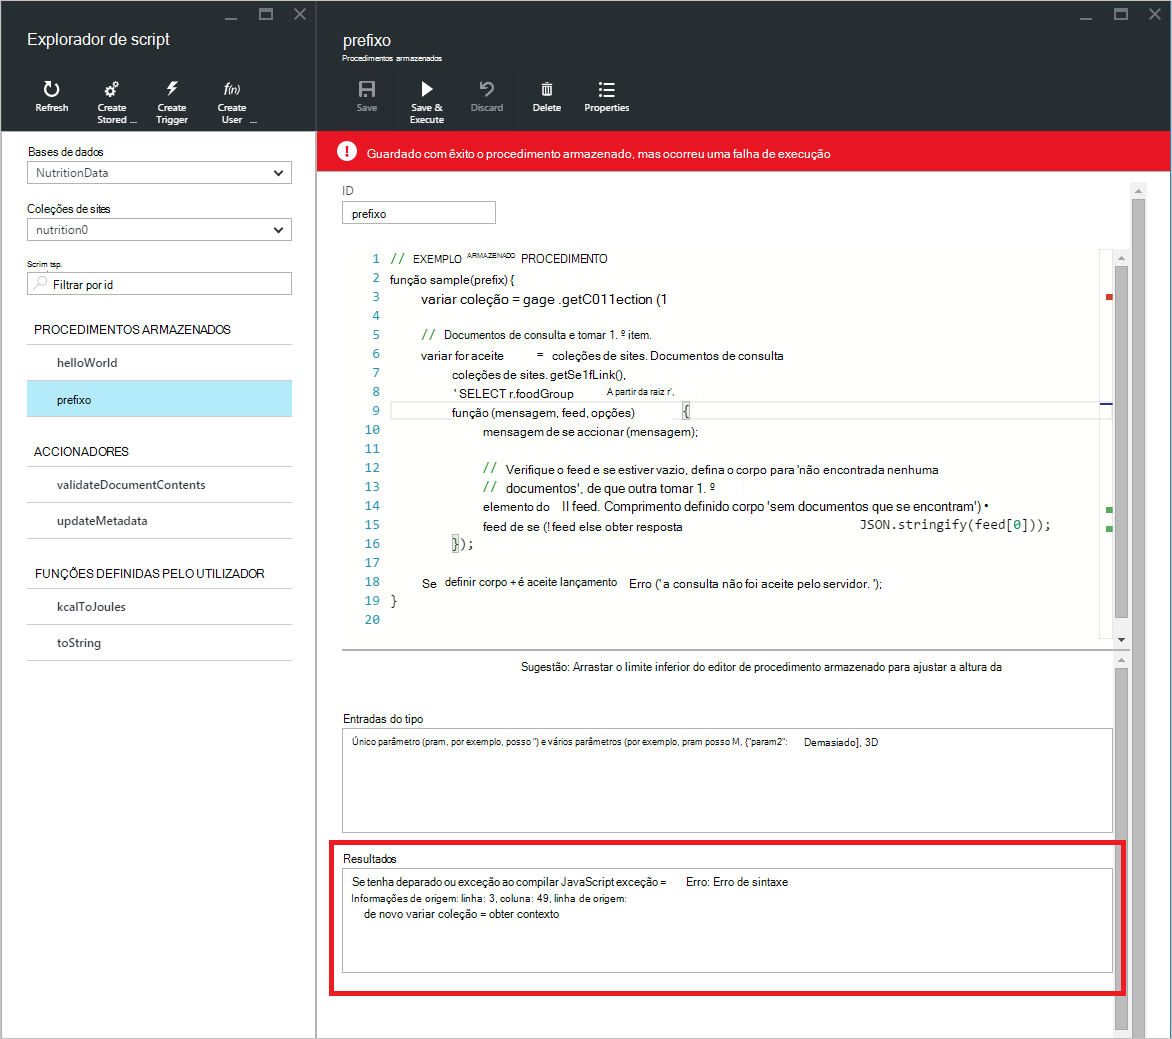 Explorador de script
Refresh
Create Stored ...
Create Trigger
f(n)
Create User ...
Bases de dados
NutritionData
Coleções de sites
nutrition0
Scrim tsp.
Filtrar por id
PROCEDIMENTOS ARMAZENADOS
helloWorld
prefixo
ACCIONADORES
validateDocumentContents
updateMetadata
FUNÇÕES DEFINIDAS PELO UTILIZADOR
kcalToJoules
toString
prefixo
Procedimentos armazenados
Save
Save & Execute
Discard
Delete
Properties
Guardado com êxito o procedimento armazenado, mas ocorreu uma falha de execução
ID
prefixo
1 // EXEMPLO ARMAZENADO PROCEDIMENTO
2 função sample(prefix) {
3 variar coleção = gage .getC011ection (1
4
5 // Documentos de consulta e tomar 1. º item.
6 variar for aceite = coleções de sites. Documentos de consulta
7 coleções de sites. getSe1fLink(),
8 ' SELECT r.foodGroup A partir da raiz r',
9 função (mensagem, feed, opções) {
10 mensagem de se accionar (mensagem);
11
12 // Verifique o feed e se estiver vazio, defina o corpo para 'não encontrada nenhuma
13 // documentos', de que outra tomar 1. º
14 elemento do II feed. Comprimento definido corpo 'sem documentos que se encontram') •
15 feed de se (! feed else obter resposta JSON.stringify(feed[0]));
16 });
17
18 Se definir corpo + é aceite lançamento Erro (' a consulta não foi aceite pelo servidor. ');
19 }
20
Sugestão: Arrastar o limite inferior do editor de procedimento armazenado para ajustar a altura da
Entradas do tipo
Único parâmetro (pram, por exemplo, posso ") e vários parâmetros (por exemplo, pram posso M, {"param2": Demasiado], 3D
Resultados
Se tenha deparado ou exceção ao compilar JavaScript exceção = Erro: Erro de sintaxe
Informações de origem: linha: 3, coluna: 49, linha de origem:
de novo variar coleção = obter contexto